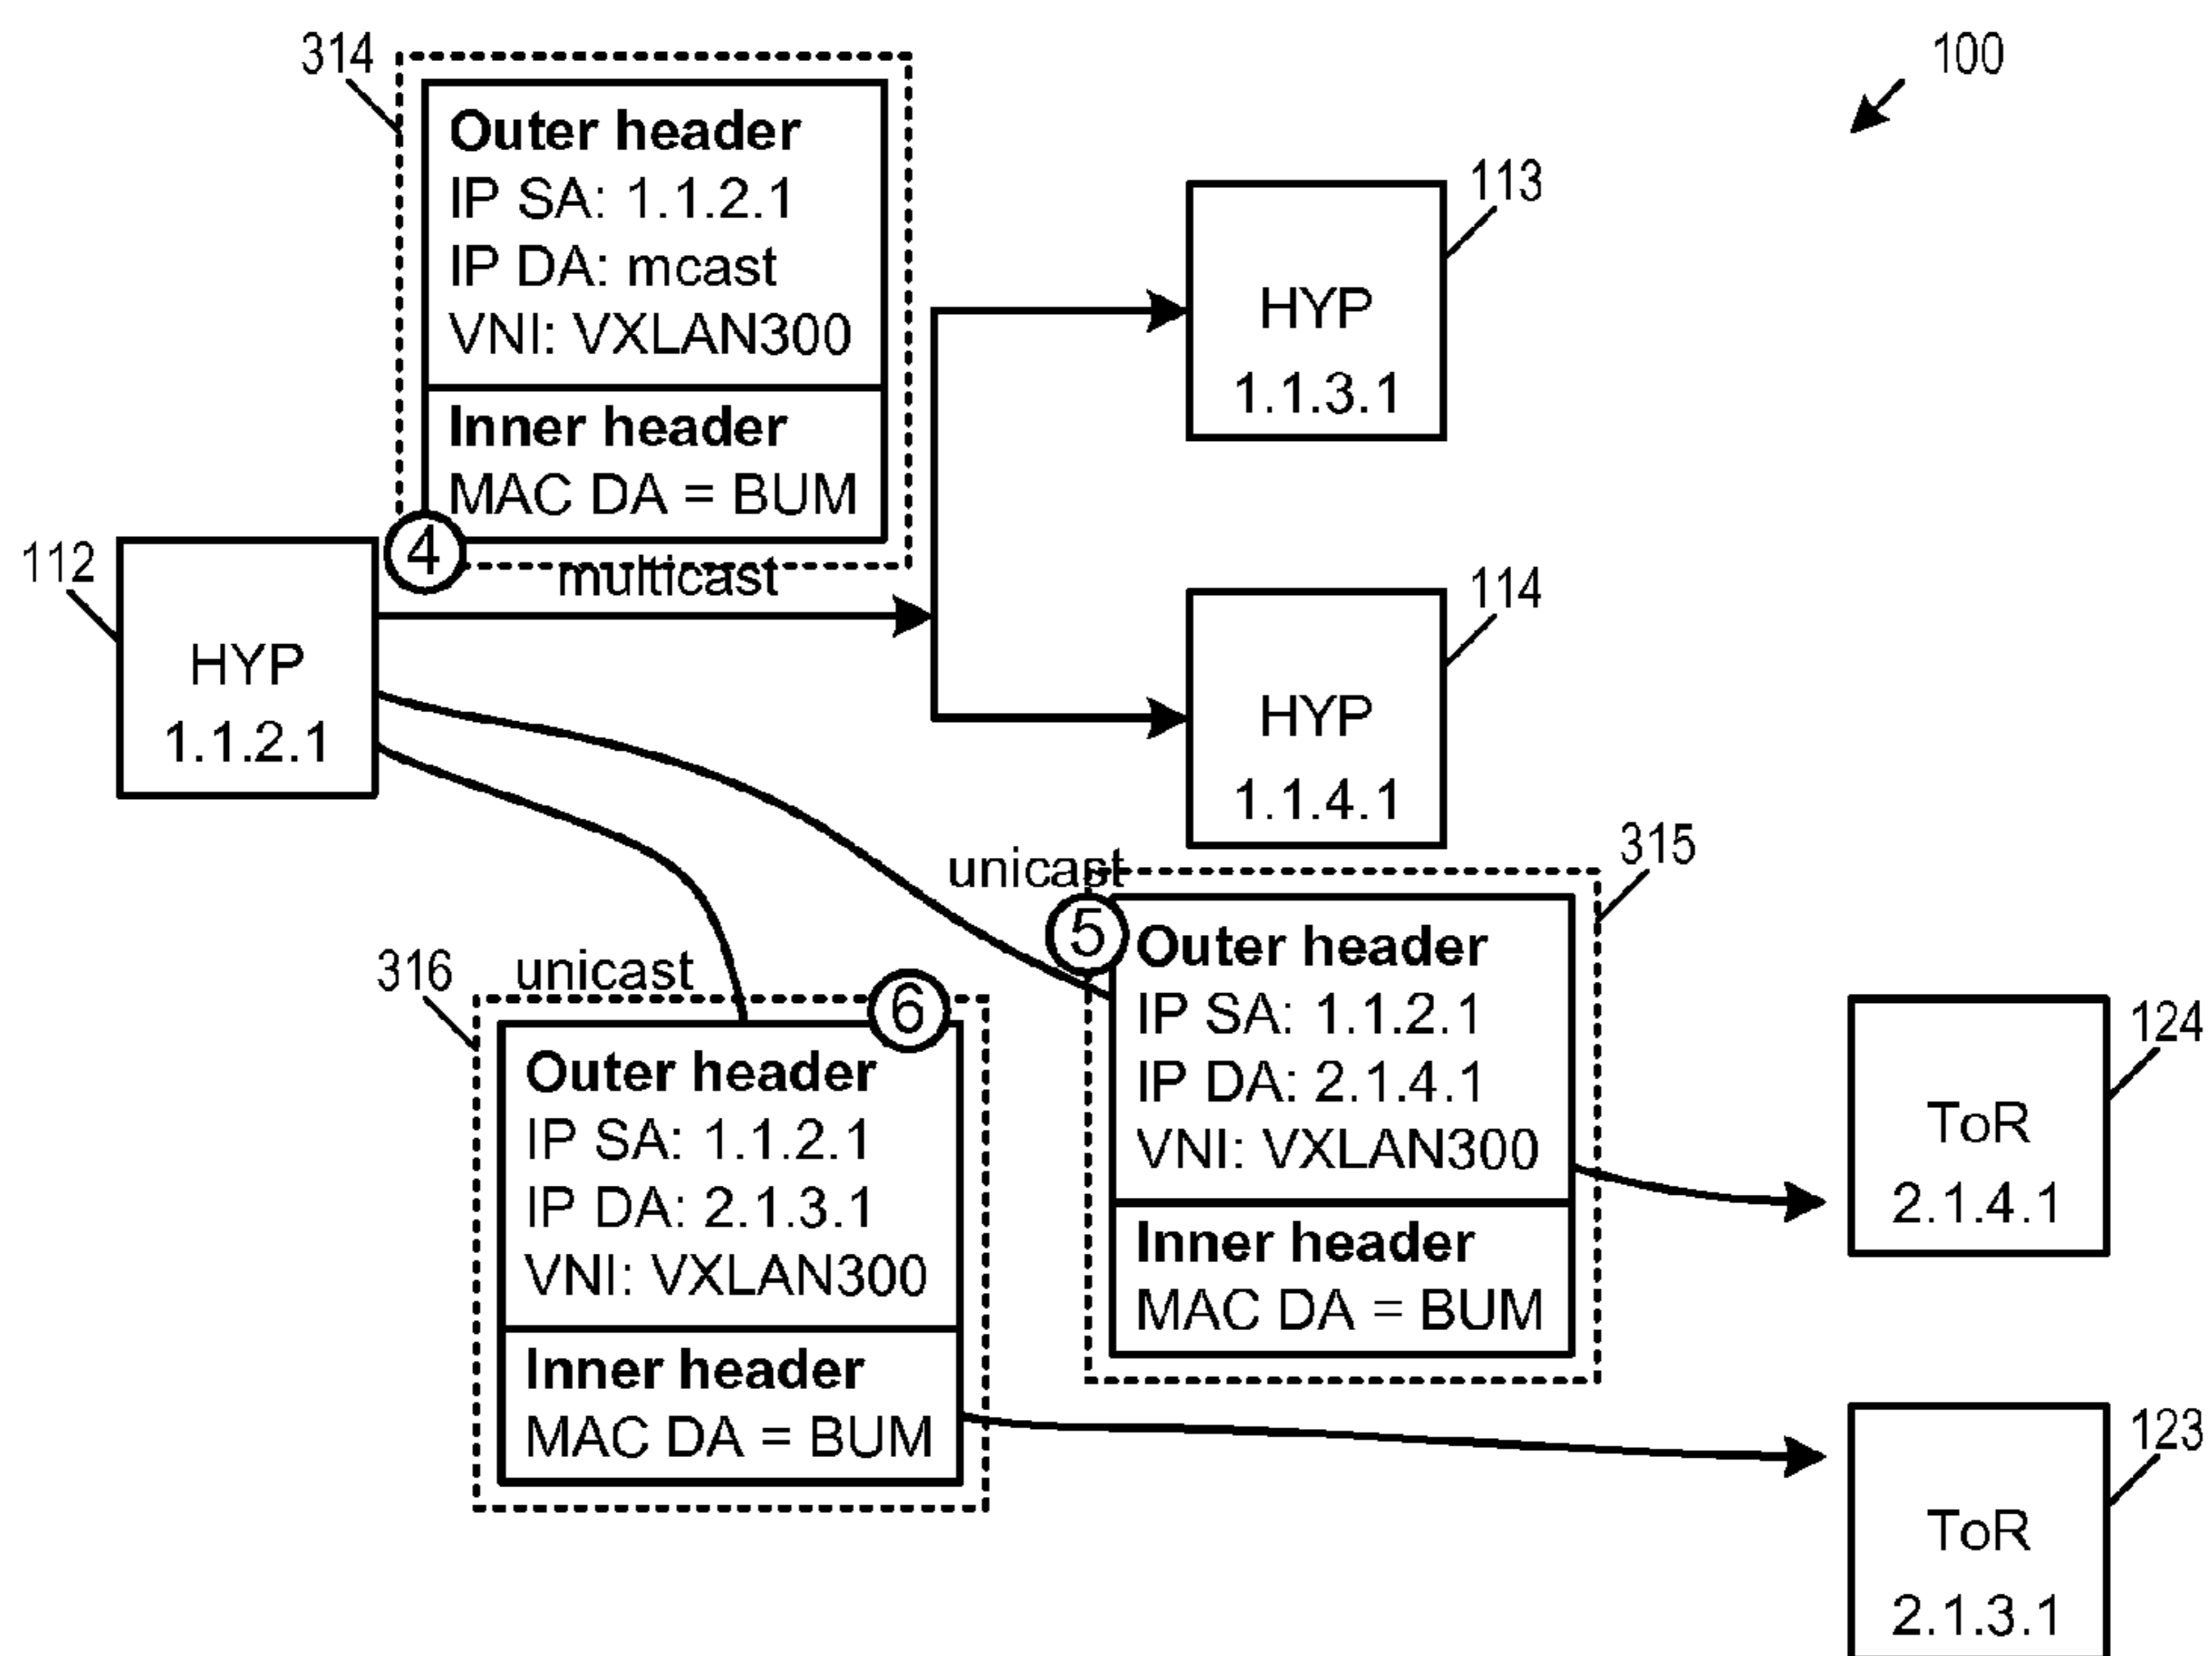 314
100
Outer header
IP SA: 1.1.2.1
IP DA: mcast
VNI: VXLAN300
Inner header
MAC DA = BUM
4
multicast
113
HYP
1.1.3.1
112
HYP
1.1.2.1
114
HYP
1.1.4.1
unicast
315
5
Outer header
IP SA: 1.1.2.1
IP DA: 2.1.4.1
VNI: VXLAN300
Inner header
MAC DA = BUM
316
unicast
6
Outer header
IP SA: 1.1.2.1
IP DA: 2.1.3.1
VNI: VXLAN300
Inner header
MAC DA = BUM
124
ToR
2.1.4.1
123
ToR
2.1.3.1